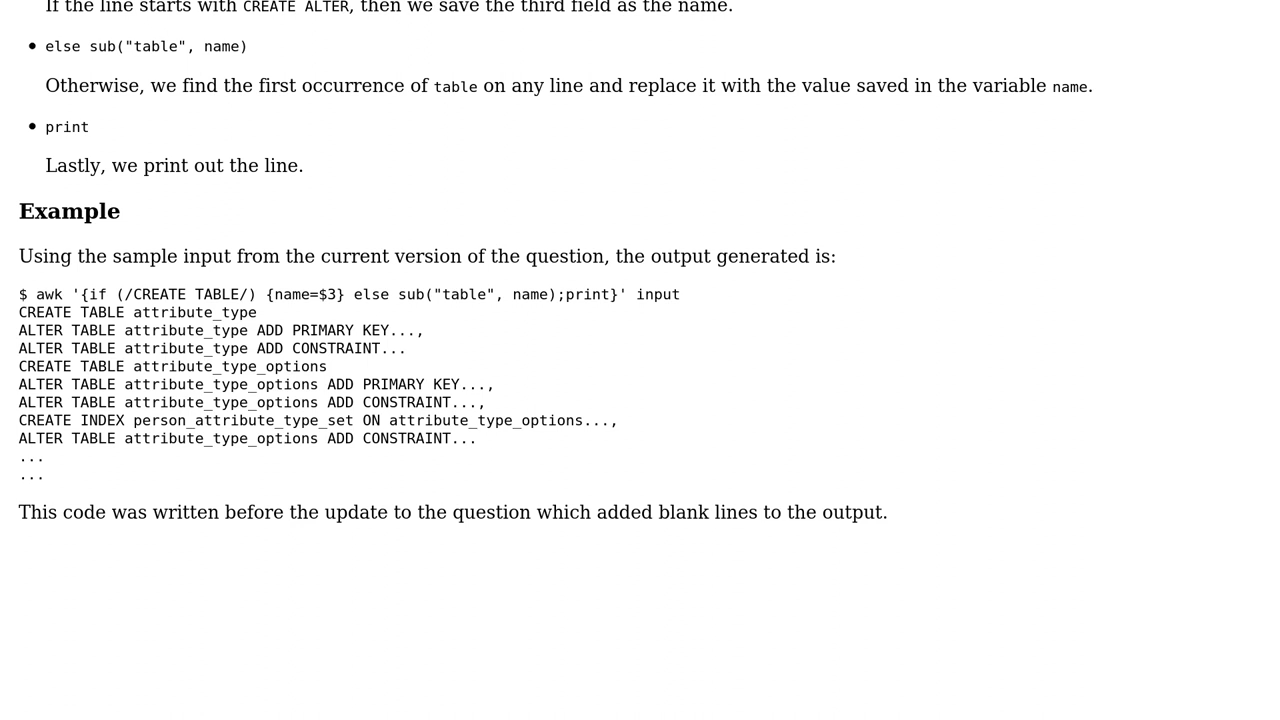 If the line starts with CREATE ALTER, then we save the third field as the name.
• else sub("table", name)
Otherwise, we find the first occurrence of table on any line and replace it with the value saved in the variable name.
• print
Lastly, we print out the line.
Example
Using the sample input from the current version of the question, the output generated is:
$ awk '{if (/CREATE TABLE/) {name=$3} else sub("table", name);print}' input
CREATE TABLE attribute_type
ALTER TABLE attribute_type ADD PRIMARY KEY...,
ALTER TABLE attribute_type ADD CONSTRAINT...
CREATE TABLE attribute_type_options
ALTER TABLE attribute_type_options ADD PRIMARY KEY...,
ALTER TABLE attribute_type_options ADD CONSTRAINT...,
CREATE INDEX person_attribute_type_set ON attribute_type_options...,
ALTER TABLE attribute_type_options ADD CONSTRAINT...
...
...
This code was written before the update to the question which added blank lines to the output.